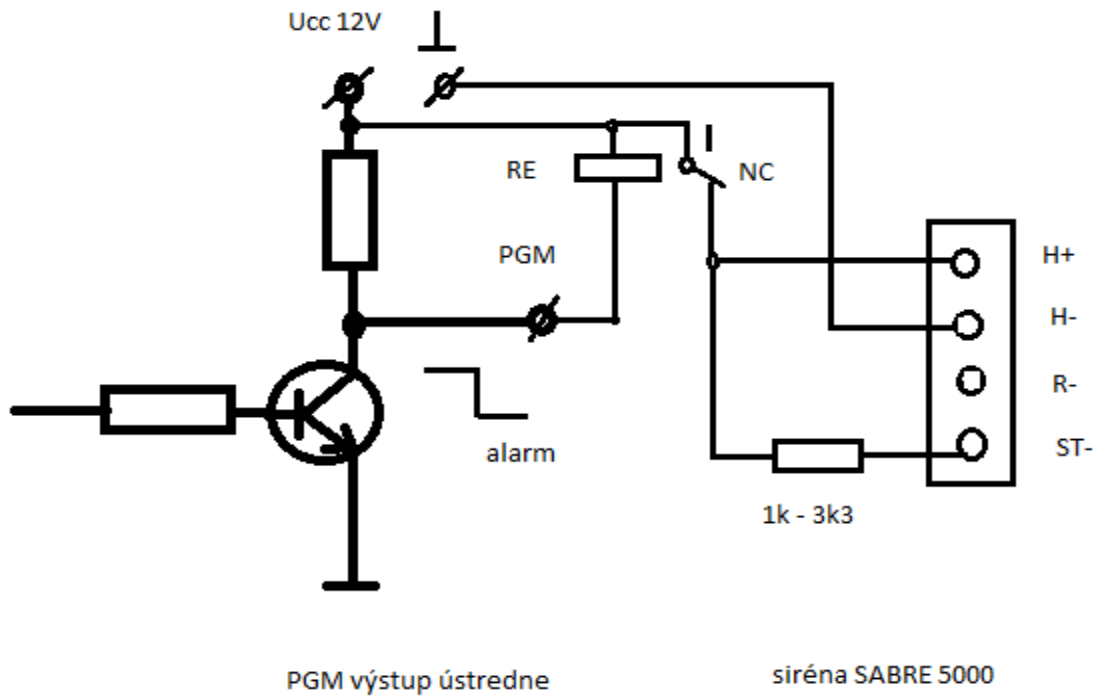 Ucc 12V
RE
NC
PGM
H+
H-
R-
ST-
alarm
1k - 3k3
PGM výstup ústredne
siréna SABRE 5000